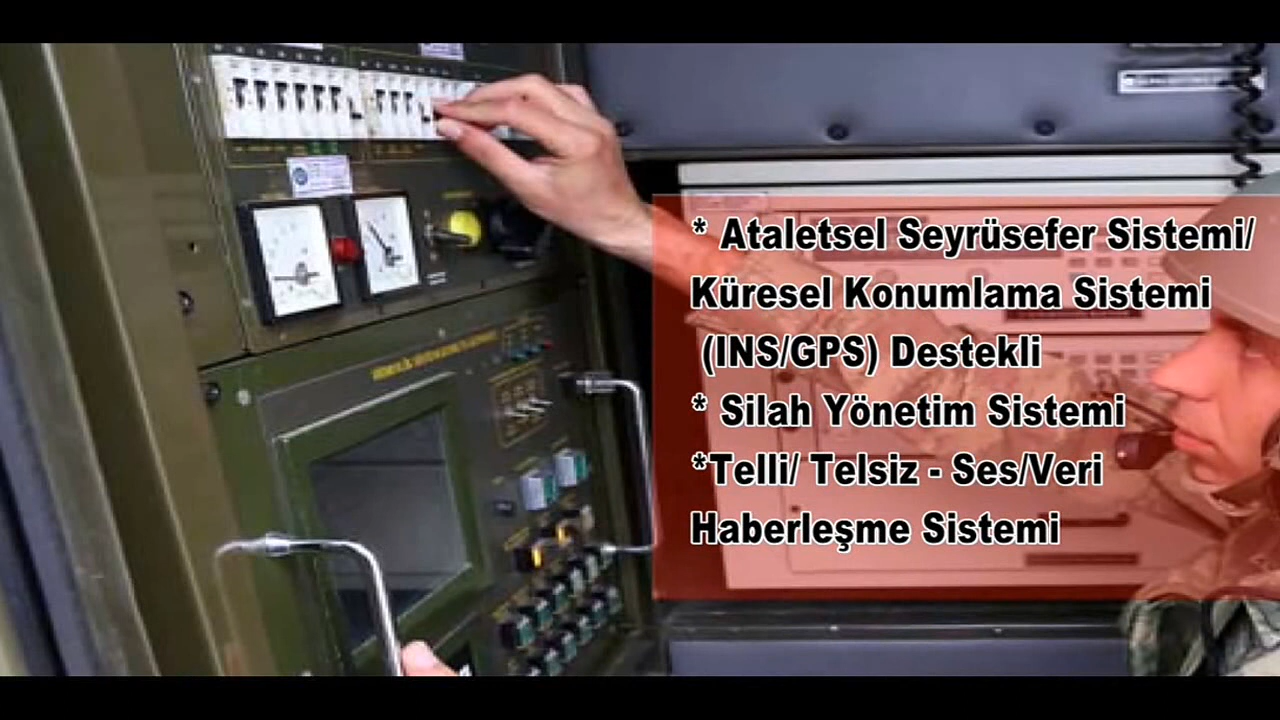 * Ataletsel Seyrüsefer Sistemi/
Küresel Konumlama Sistemi
(INS/GPS) Destekli
* Silah Yönetim Sistemi
*Telli/ Telsiz - Ses/Veri
Haberleşme Sistemi